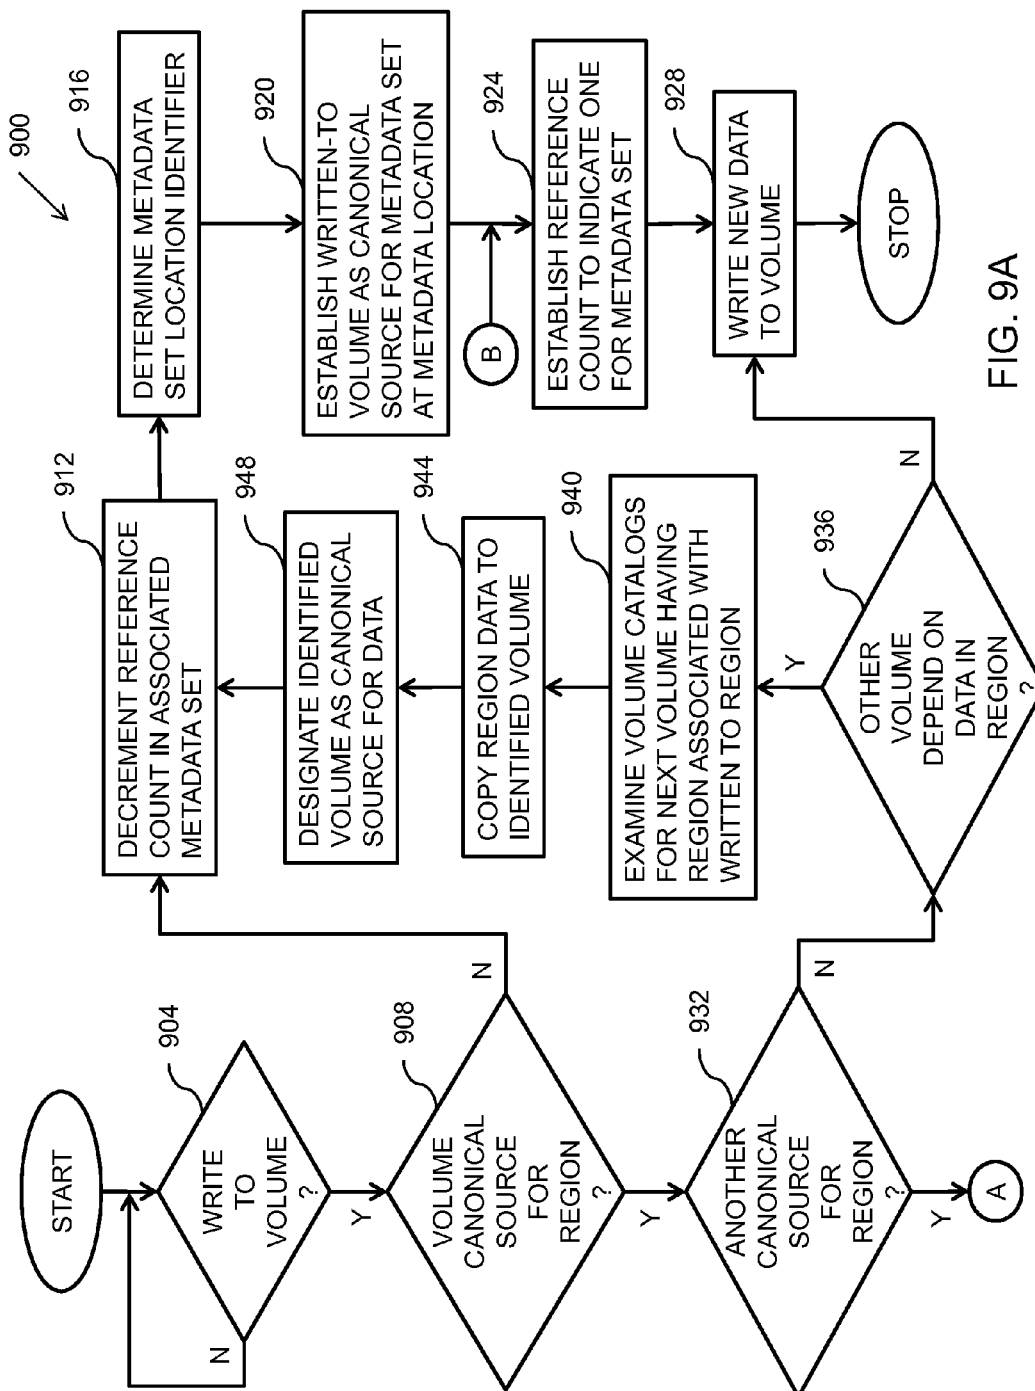 900
START
WRITE
TO
VOLUME
?
904
N
Y
VOLUME
CANONICAL
SOURCE
FOR
REGION
?
908
N
Y
ANOTHER
CANONICAL
SOURCE
FOR
REGION
?
932
N
Y
A
DECREMENT REFERENCE
COUNT IN ASSOCIATED
METADATA SET
912
DESIGNATE IDENTIFIED
VOLUME AS CANONICAL
SOURCE FOR DATA
948
COPY REGION DATA TO
IDENTIFIED VOLUME
944
EXAMINE VOLUME CATALOGS
FOR NEXT VOLUME HAVING
REGION ASSOCIATED WITH
WRITTEN TO REGION
940
Y
OTHER
VOLUME
DEPEND ON
DATA IN
REGION
?
936
N
DETERMINE METADATA
SET LOCATION IDENTIFIER
916
ESTABLISH WRITTEN-TO
VOLUME AS CANONICAL
SOURCE FOR METADATA SET
AT METADATA LOCATION
920
B
ESTABLISH REFERENCE
COUNT TO INDICATE ONE
FOR METADATA SET
924
WRITE NEW DATA
TO VOLUME
928
STOP
FIG. 9A